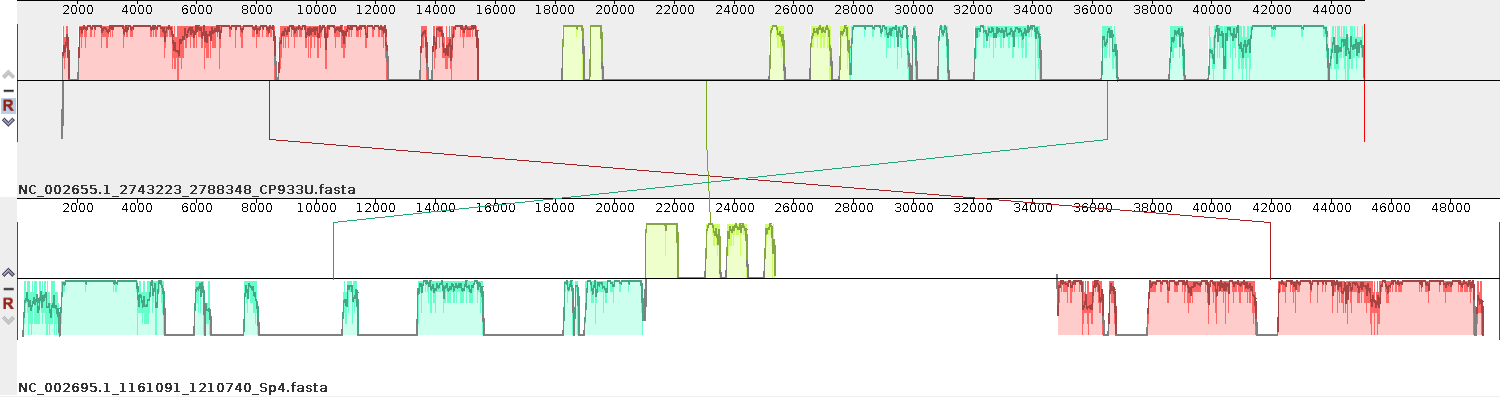 2000 4000 6000 8000 10000 12000 14000 16000 18000 20000 22000 24000 26000 28000 30000 32000 34000 36000 38000 40000 42000 44000
R
NC_002655.1_2743223_2788348_CP933U.fasta
2000 4000 6000 8000 10000 12000 14000 16000 18000 20000 22000 24000 26000 28000 30000 32000 34000 36000 38000 40000 42000 44000 46000 48000
R
NC_002695.1_1161091_1210740_Sp4.fasta